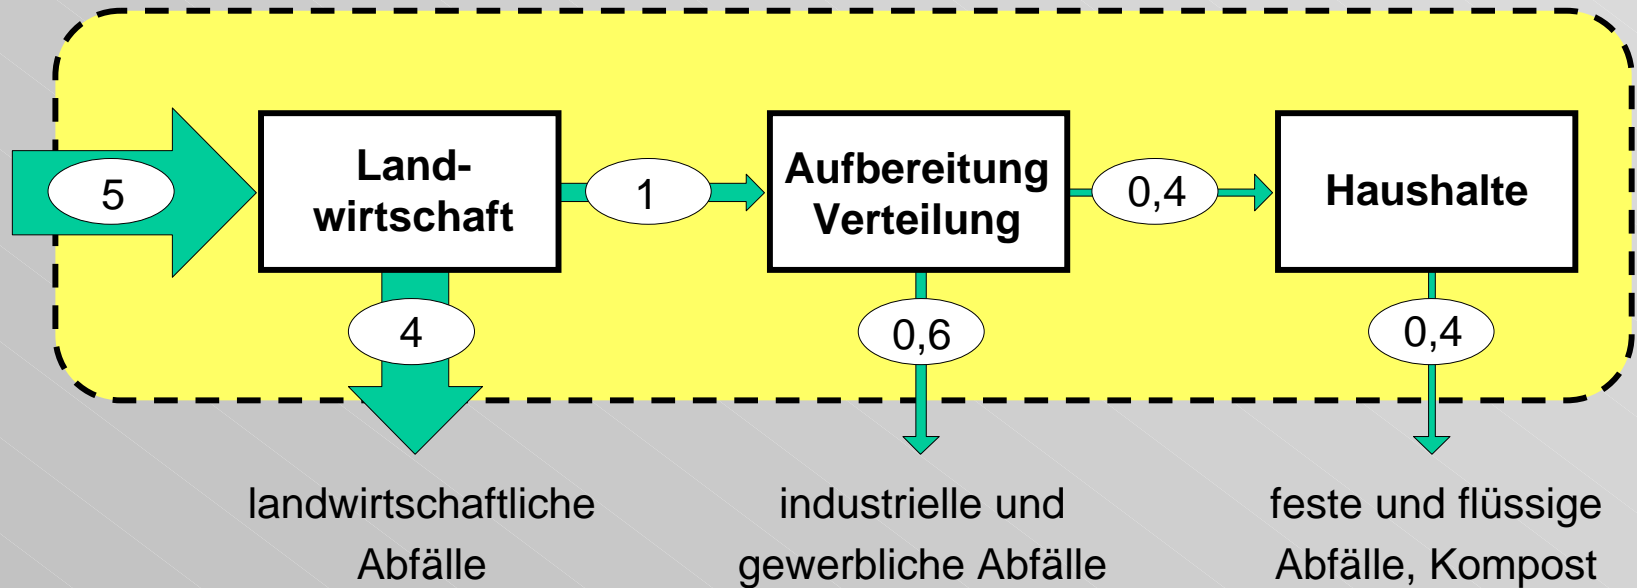 5
Land-
wirtschaft
1
Aufbereitung
Verteilung
0,4
Haushalte
4
0,6
0,4
landwirtschaftliche
Abfälle
industrielle und
gewerbliche Abfälle
feste und flüssige
Abfälle, Kompost